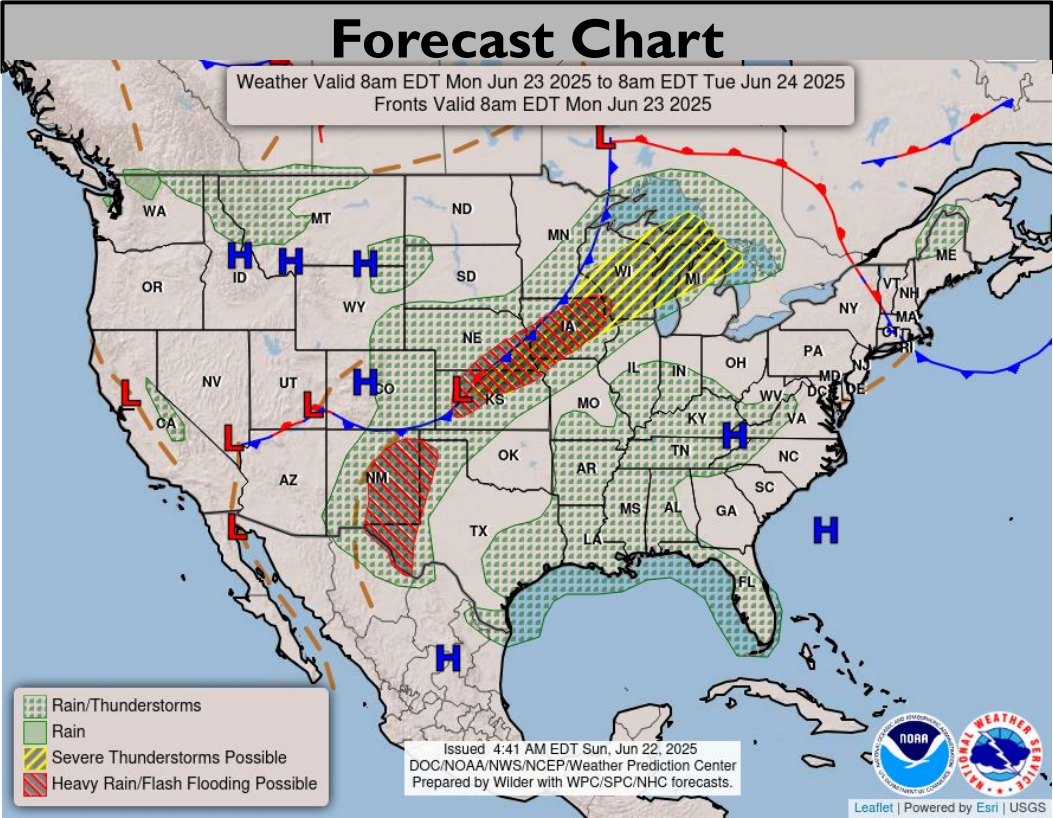 Forecast Chart
Weather Valid 8am EDT Mon Jun 23 2025 to 8am EDT Tue Jun 24 2025
Fronts Valid 8am EDT Mon Jun 23 2025
L
L
WA
MT
ND
MN
ME
H
H
H
ID
OR
WY
SD
WI
MI
VT
NH
NY
MA
CT
RI
NE
IA
PA
NJ
OH
MD
DE
DC
IL
IN
WV
VA
NV
UT
H
CO
L
KS
MO
KY
L
L
CA
L
H
TN
NC
AZ
NM
OK
AR
SC
L
TX
MS
AL
GA
LA
H
FL
H
Rain/Thunderstorms
Rain
Severe Thunderstorms Possible
Heavy Rain/Flash Flooding Possible
Issued 4:41 AM EDT Sun, Jun 22, 2025
DOC/NOAA/NWS/NCEP/Weather Prediction Center
Prepared by Wilder with WPC/SPC/NHC forecasts.
NOAA
NATIONAL WEATHER SERVICE
Leaflet | Powered by Esri | USGS